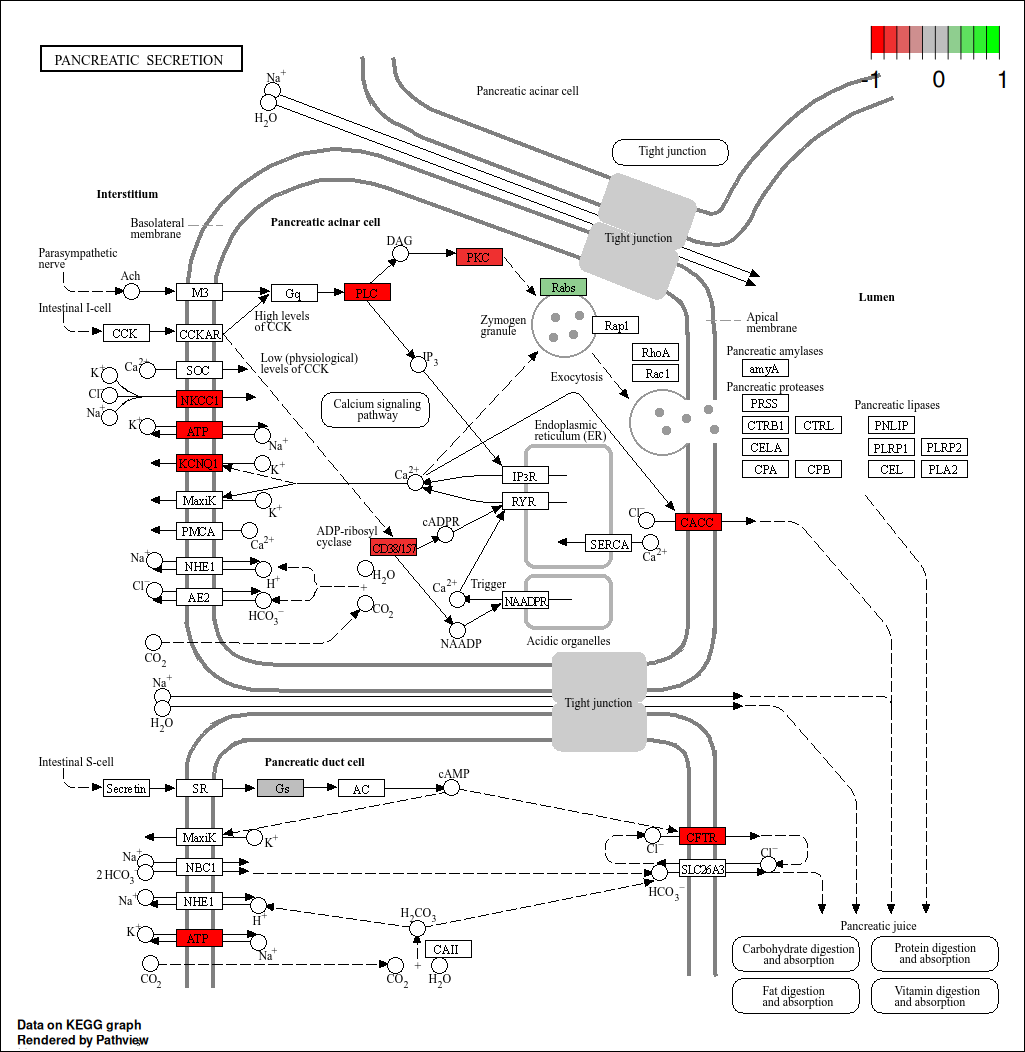 PANCREATIC SECRETION
-1 0 1
Na+
H2O
Pancreatic acinar cell
Tight junction
Interstitium
Basolateral
membrane
Pancreatic acinar cell
Tight junction
Parasympathetic
nerve
Ach
M3
Gq
PLC
DAG
PKC
Rabs
Lumen
Intestinal I-cell
CCK
CCKAR
High levels
of CCK
Zymogen
granule
Rap1
Apical
membrane
Ca2+
SOC
Low (physiological)
levels of CCK
IP3
RhoA
Rac1
Exocytosis
Pancreatic amylases
amyA
Pancreatic proteases
K+
Cl−
Na+
NKCC1
Calcium signaling
pathway
PRSS
CTRB1
CTRL
CELA
CPA
CPB
Pancreatic lipases
PNLIP
PLRP1
PLRP2
CEL
PLA2
K+
ATP
Na+
Endoplasmic
reticulum (ER)
KCNQ1
K+
Ca2+
IP3R
MaxiK
K+
RYR
PMCA
Ca2+
ADP-ribosyl
cyclase
cADPR
Cl−
CACC
CD38/157
SERCA
Ca2+
Na+
NHE1
H+
H2O
Cl−
AE2
HCO3−
+
CO2
Ca2+
Trigger
NAADPR
NAADP
Acidic organelles
CO2
Na+
H2O
Tight junction
Intestinal S-cell
Pancreatic duct cell
Secretin
SR
Gs
AC
cAMP
MaxiK
K+
Cl−
CFTR
Cl−
Na+
2 HCO3−
NBC1
SLC26A3
HCO3−
Na+
NHE1
H+
H2CO3
K+
ATP
Na+
CAII
+
CO2
CO2
H2O
Pancreatic juice
Carbohydrate digestion
and absorption
Protein digestion
and absorption
Fat digestion
and absorption
Vitamin digestion
and absorption
Data on KEGG graph
Rendered by Pathview